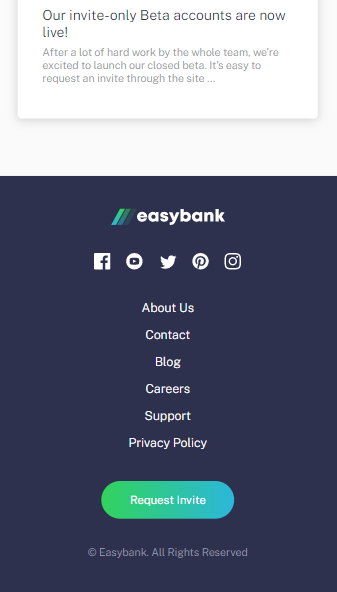 Our invite-only Beta accounts are now
live!
After a lot of hard work by the whole team, we're
excited to launch our closed beta. It's easy to
request an invite through the site ...
easybank
About Us
Contact
Blog
Careers
Support
Privacy Policy
Request Invite
© Easybank. All Rights Reserved